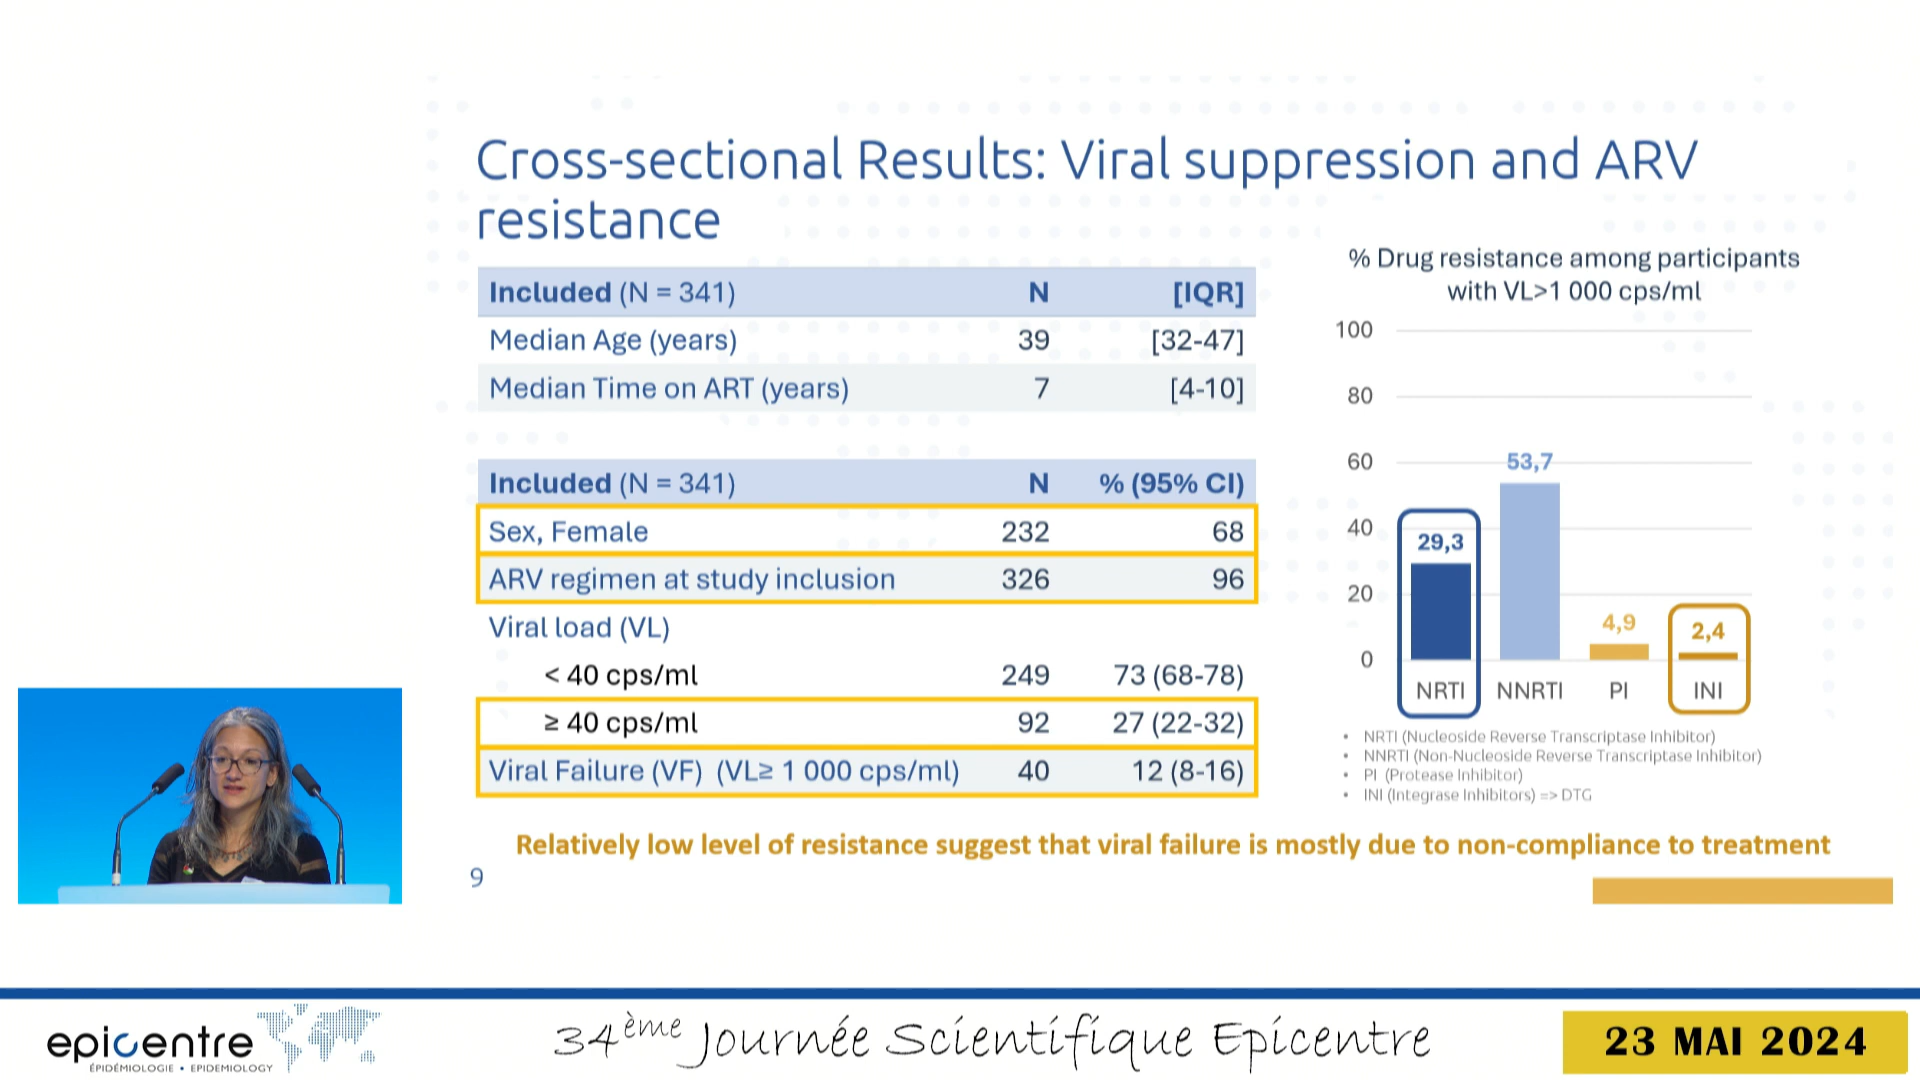 Cross-sectional Results: Viral suppression and ARV
resistance
Included (N = 341) N [IQR]
Median Age (years) 39 [32-47]
Median Time on ART (years) 7 [4-10]
Included (N = 341) N % (95% CI)
Sex, Female 232 68
ARV regimen at study inclusion 326 96
Viral load (VL)
< 40 cps/ml 249 73 (68-78)
≥ 40 cps/ml 92 27 (22-32)
Viral Failure (VF) (VL≥ 1 000 cps/ml) 40 12 (8-16)
% Drug resistance among participants
with VL>1 000 cps/ml
100
80
60
40
20
0
53,7
29,3
4,9
2,4
NRTI NNRTI PI INI
• NRTI (Nucleoside Reverse Transcriptase Inhibitor)
• NNRTI (Non-Nucleoside Reverse Transcriptase Inhibitor)
• PI (Protease Inhibitor)
• INI (Integrase Inhibitors) => DTG
Relatively low level of resistance suggest that viral failure is mostly due to non-compliance to treatment
9
epicentre
ÉPIDÉMIOLOGIE • EPIDEMIOLOGY
34ème Journée Scientifique Epicentre
23 MAI 2024